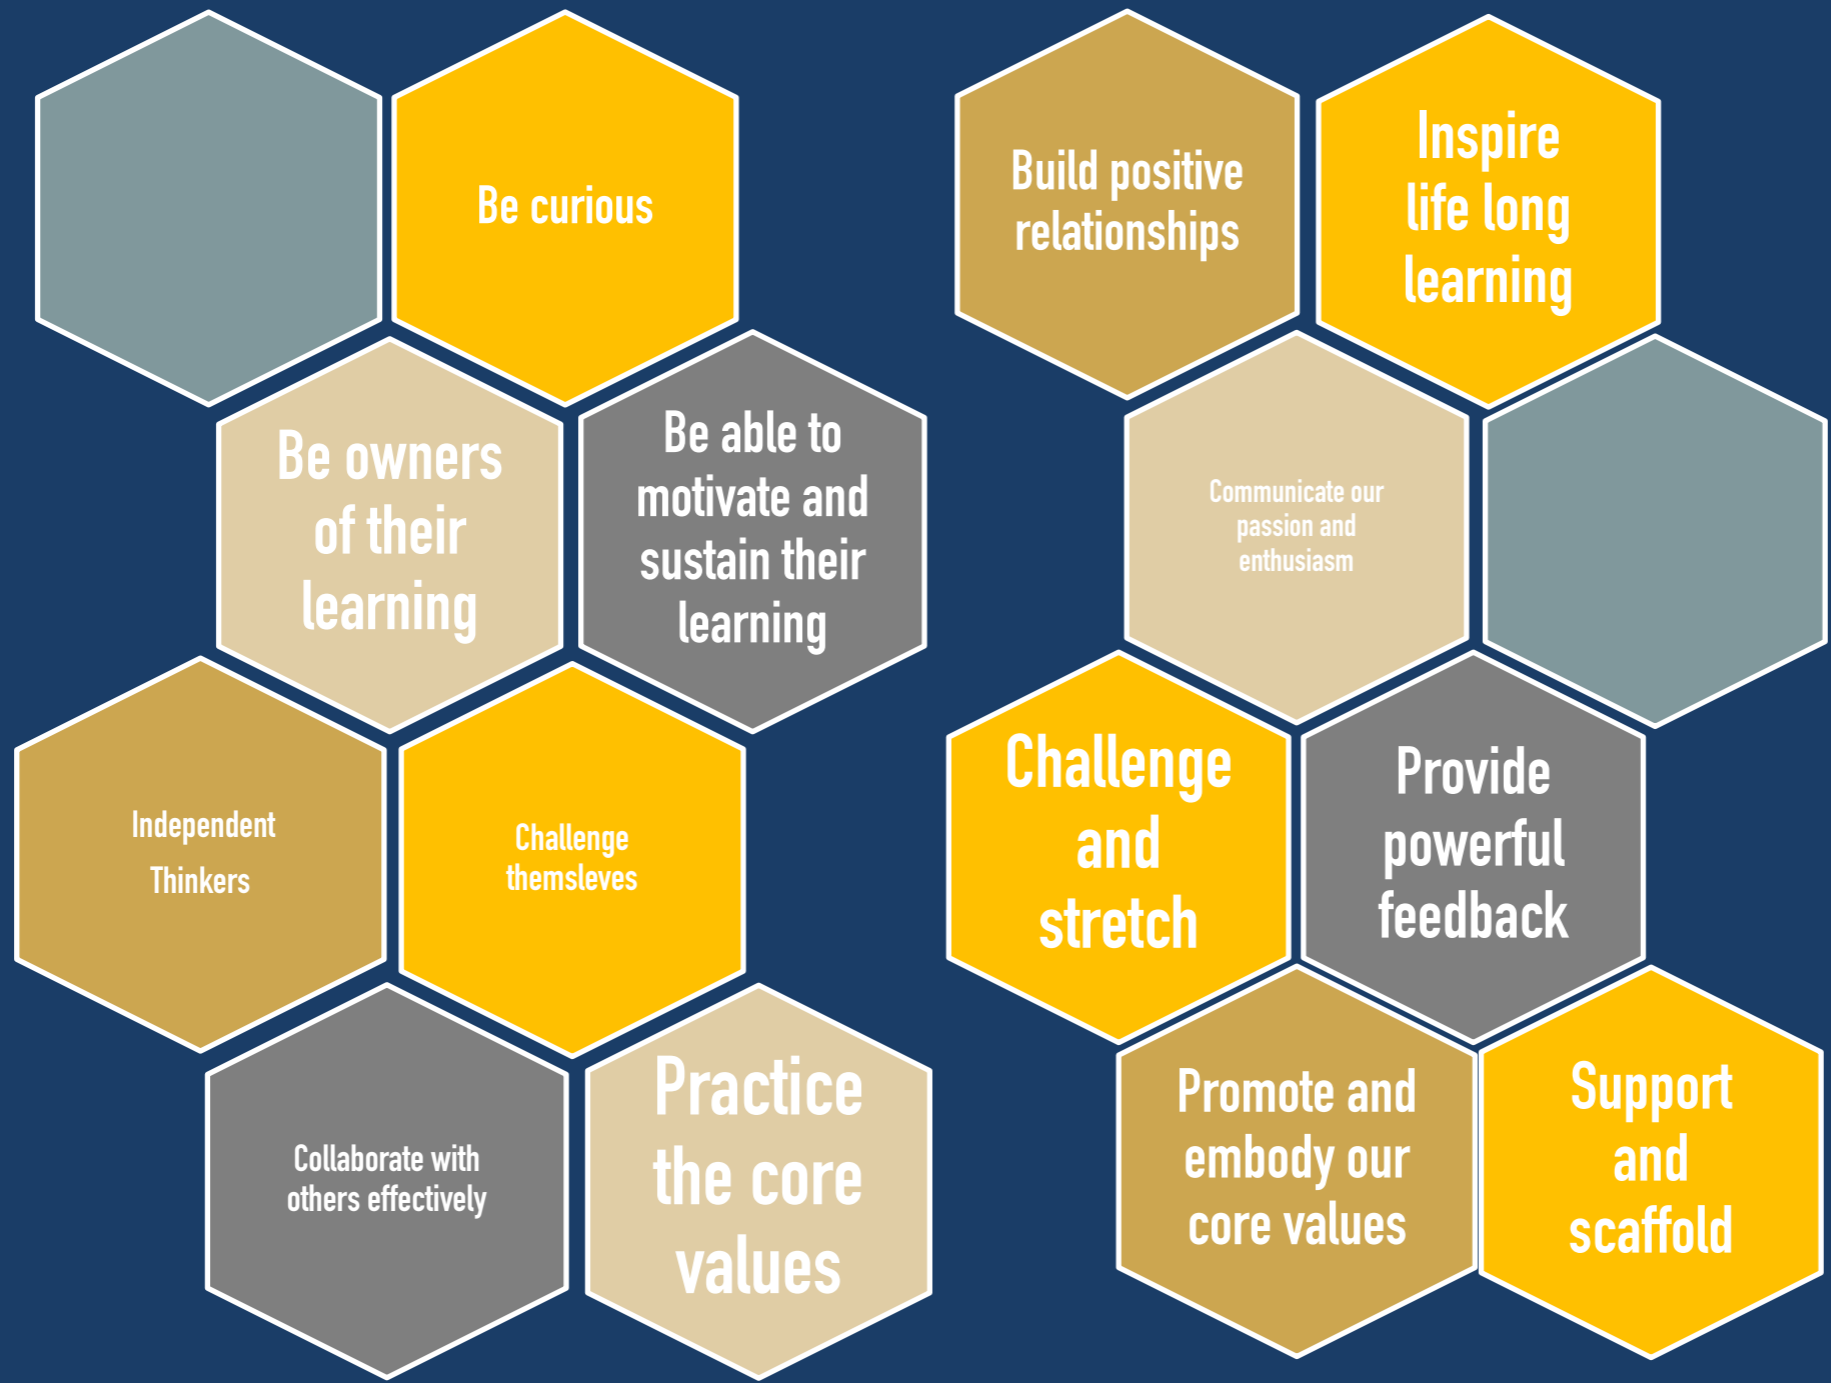 Be curious
Be owners
of their
learning
Be able to
motivate and
sustain their
learning
Independent
Thinkers
Challenge
themsleves
Collaborate with
others effectively
Practice
the core
values
Build positive
relationships
Inspire
life long
learning
Communicate our
passion and
enthusiasm
Challenge
and
stretch
Provide
powerful
feedback
Promote and
embody our
core values
Support
and
scaffold